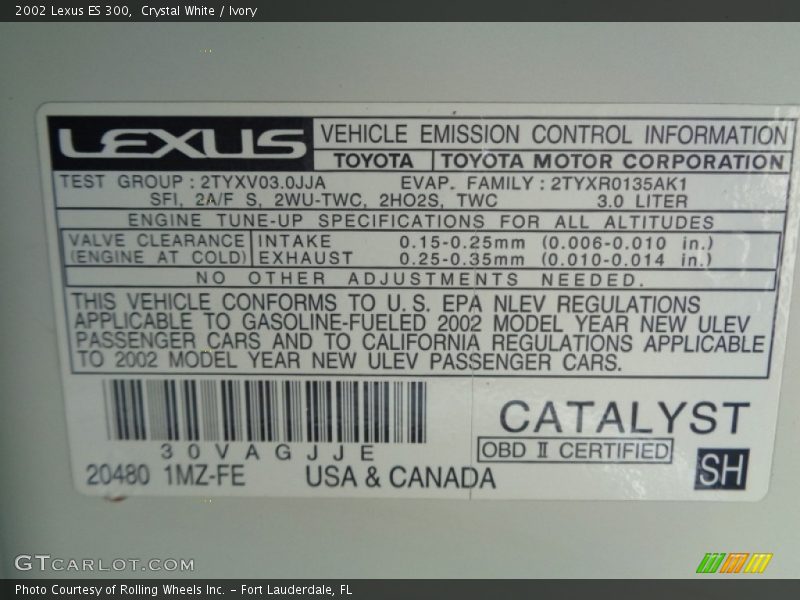 2002 Lexus ES 300,  Crystal White / Ivory
LEXUS
VEHICLE EMISSION CONTROL INFORMATION
TOYOTA TOYOTA MOTOR CORPORATION
TEST GROUP : 2TYXV03.0JJA EVAP. FAMILY : 2TYXR0135AK1
SFI, 2A/F S, 2WU-TWC, 2HO2S, TWC 3.0 LITER
ENGINE TUNE-UP SPECIFICATIONS FOR ALL ALTITUDES
VALVE CLEARANCE INTAKE 0.15-0.25mm (0.006-0.010 in.)
(ENGINE AT COLD) EXHAUST 0.25-0.35mm (0.010-0.014 in.)
NO OTHER ADJUSTMENTS NEEDED.
THIS VEHICLE CONFORMS TO U.S. EPA NLEV REGULATIONS
APPLICABLE TO GASOLINE-FUELED 2002 MODEL YEAR NEW ULEV
PASSENGER CARS AND TO CALIFORNIA REGULATIONS APPLICABLE
TO 2002 MODEL YEAR NEW ULEV PASSENGER CARS.
30VAGJJE
20480 1MZ-FE USA & CANADA
CATALYST
OBD II CERTIFIED
SH
GTCARLOT.COM
Photo Courtesy of Rolling Wheels Inc. – Fort Lauderdale, FL